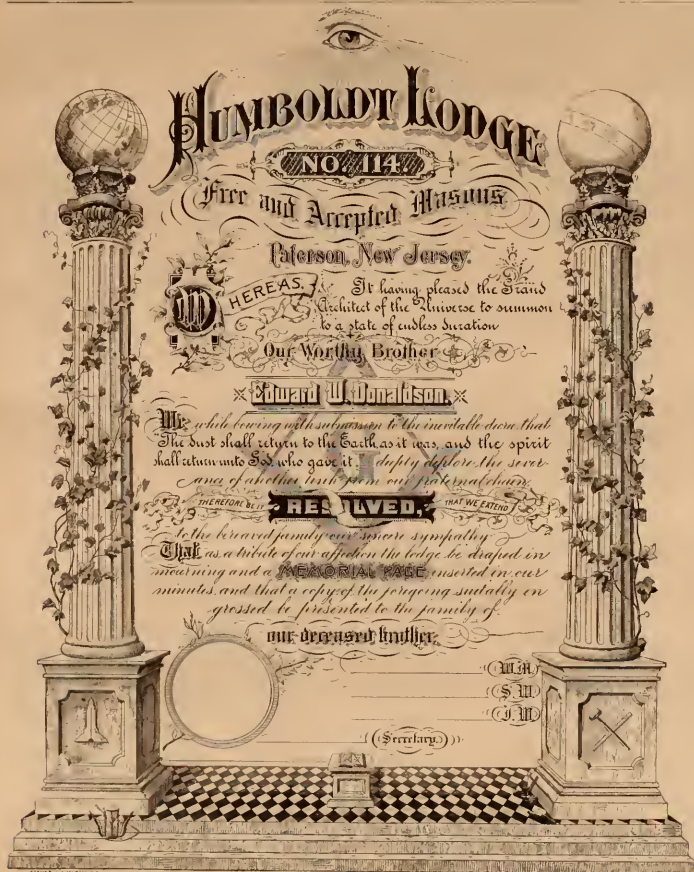 HUMBOLDT LODGE
NO. 114.
Free and Accepted Masons
Paterson, New Jersey.
WHEREAS, It having pleased the Grand
Architect of the Universe to summon
to a state of endless duration
Our Worthy Brother
Edward W. Donaldson.
We, while bowing with submission to the inevitable decree that
The dust shall return to the Earth as it was, and the spirit
shall return unto God who gave it, deeply deplore the sever-
ance of another link from our fraternal chain
THEREFORE BE IT RESOLVED, THAT WE EXTEND
to the bereaved family our sincere sympathy
That as a tribute of our affection the lodge be draped in
mourning and a MEMORIAL PAGE inserted in our
minutes, and that a copy of the foregoing suitally en
grossed be presented to the family of
our deceased brother.
W.M.
S.W.
J.W.
Secretary
G